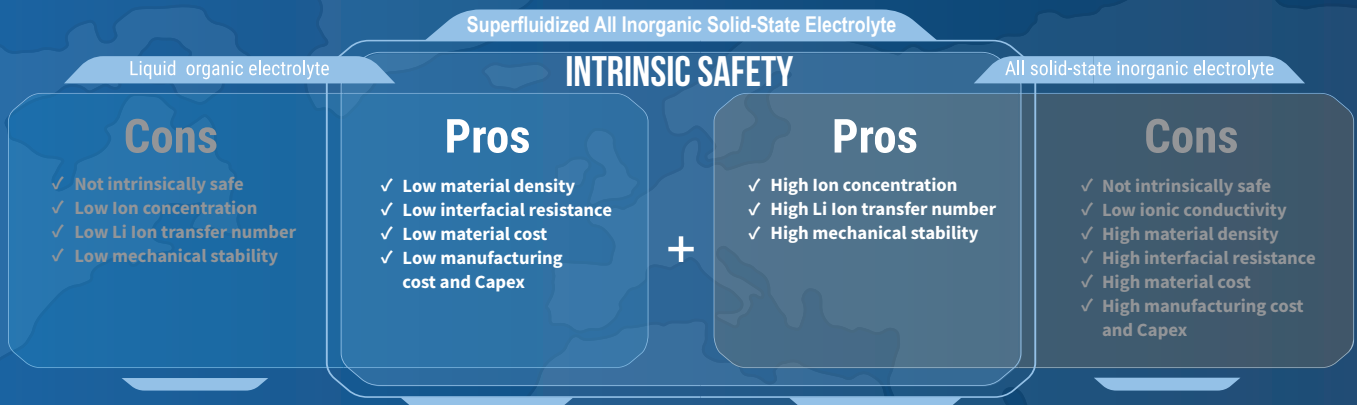 Superfluidized All Inorganic Solid-State Electrolyte
INTRINSIC SAFETY
Liquid organic electrolyte
All solid-state inorganic electrolyte
Cons
✓ Not intrinsically safe
✓ Low Ion concentration
✓ Low Li Ion transfer number
✓ Low mechanical stability
Pros
✓ Low material density
✓ Low interfacial resistance
✓ Low material cost
✓ Low manufacturing
cost and Capex
+
Pros
✓ High Ion concentration
✓ High Li Ion transfer number
✓ High mechanical stability
Cons
✓ Not intrinsically safe
✓ Low ionic conductivity
✓ High material density
✓ High interfacial resistance
✓ High material cost
✓ High manufacturing cost
and Capex